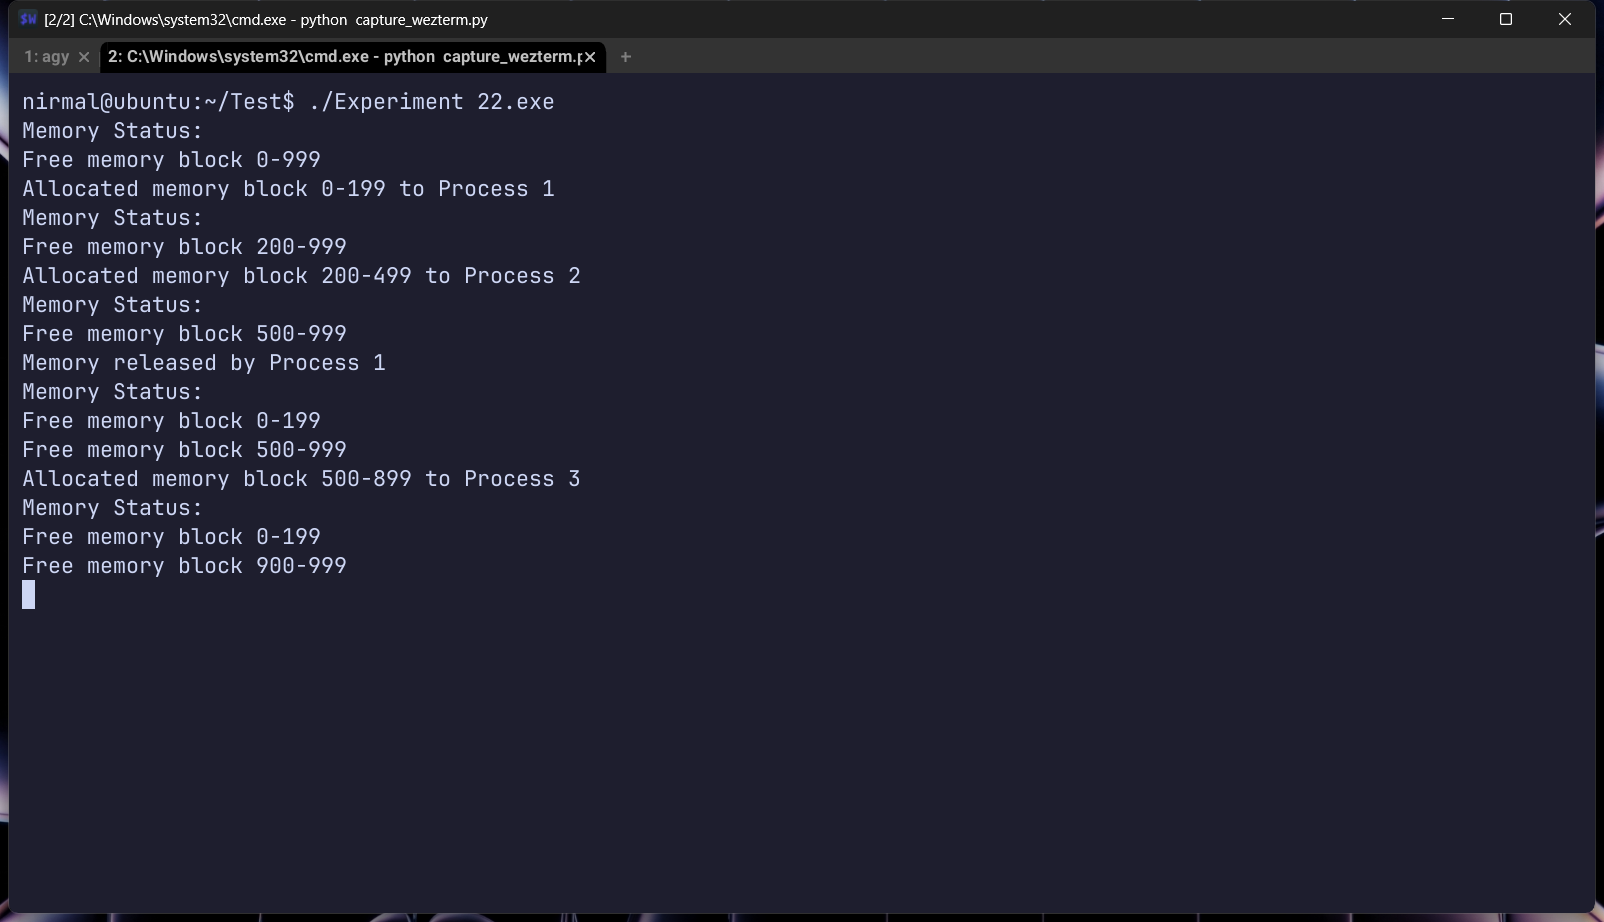 [2/2] C:\Windows\system32\cmd.exe - python  capture_wezterm.py
1: agy
2: C:\Windows\system32\cmd.exe - python  capture_wezterm.p
nirmal@ubuntu:~/Test$ ./Experiment 22.exe
Memory Status:
Free memory block 0-999
Allocated memory block 0-199 to Process 1
Memory Status:
Free memory block 200-999
Allocated memory block 200-499 to Process 2
Memory Status:
Free memory block 500-999
Memory released by Process 1
Memory Status:
Free memory block 0-199
Free memory block 500-999
Allocated memory block 500-899 to Process 3
Memory Status:
Free memory block 0-199
Free memory block 900-999